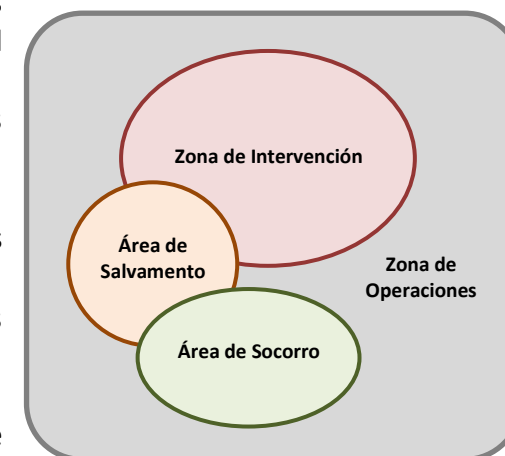 Zona de Intervención
Área de
Salvamento
Zona de
Operaciones
Área de Socorro